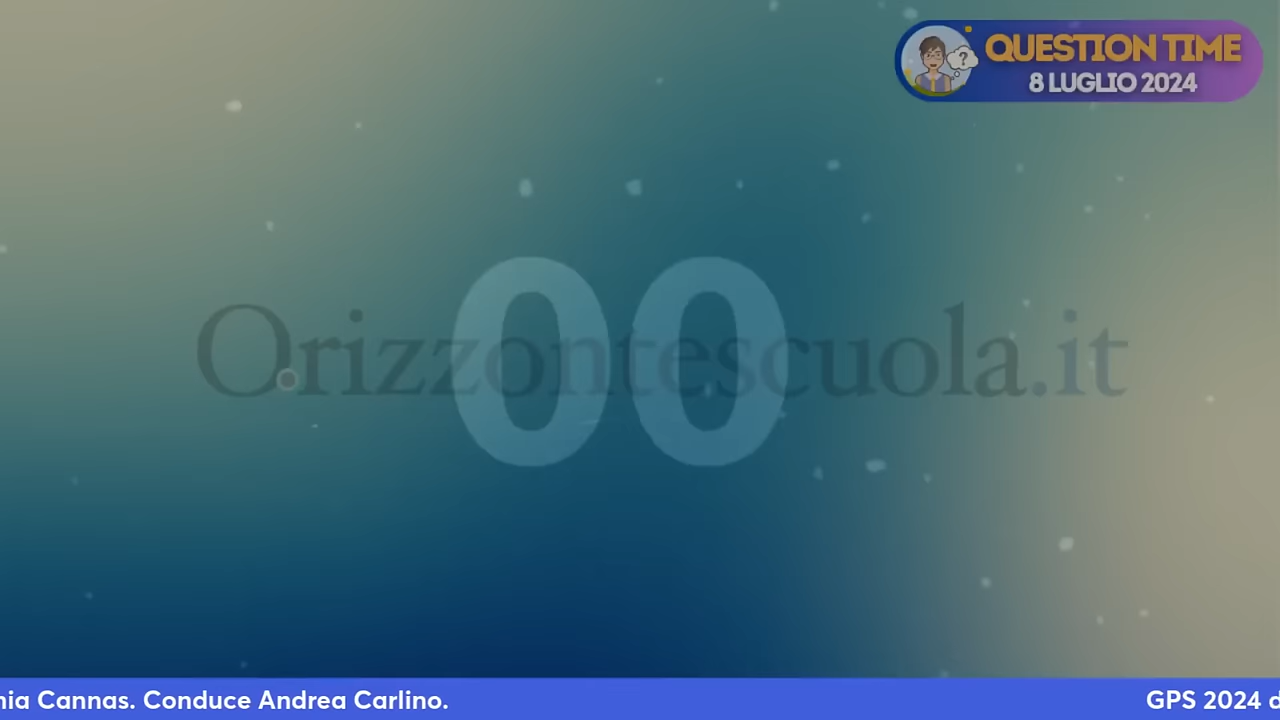 QUESTION TIME
8 LUGLIO 2024
?
00
Orizzontescuola.it
Cannas. Conduce Andrea Carlino.
GPS 2024